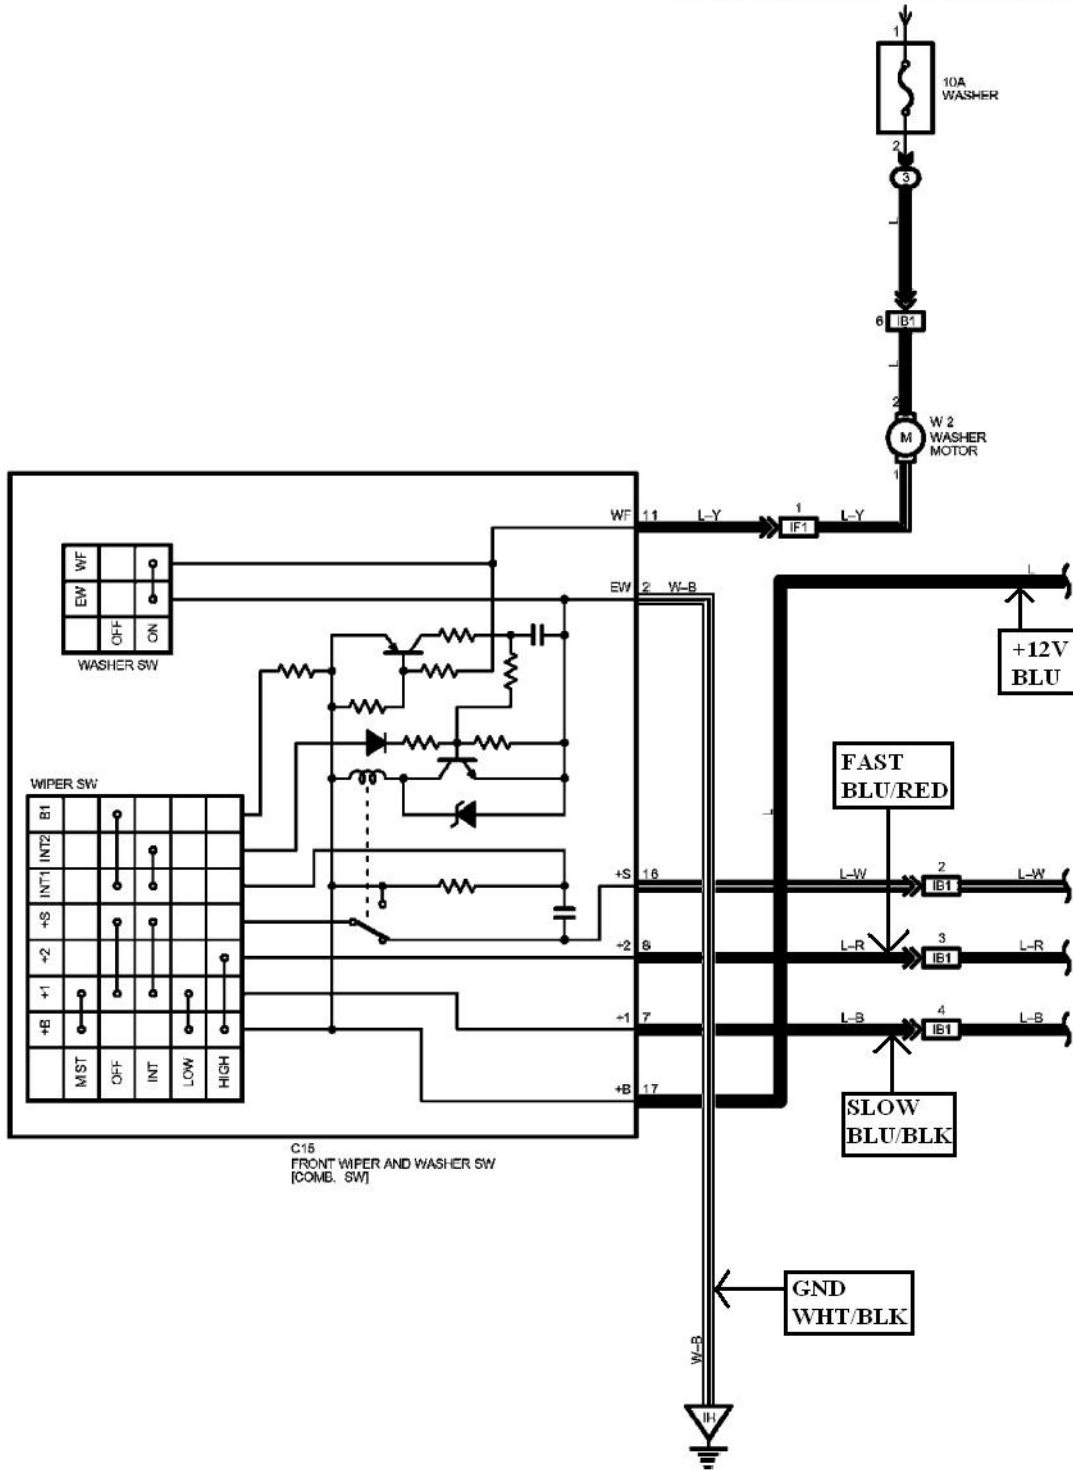 1
10A
WASHER
2
3
L
6 IB1
L
2
M
W 2
WASHER
MOTOR
1
WF 11 L-Y 1 IF1 L-Y
EW 2 W-B
L
+12V
BLU
WF
EW
OFF
ON
WASHER SW
FAST
BLU/RED
L
WIPER SW
B1
INT2
INT1
+S
+2
+1
+B
MIST
OFF
INT
LOW
HIGH
+S 16 L-W 2 IB1 L-W
+2 8 L-R 3 IB1 L-R
+1 7 L-B 4 IB1 L-B
+B 17
SLOW
BLU/BLK
C15
FRONT WIPER AND WASHER SW
[COMB. SW]
GND
WHT/BLK
W-B
IH